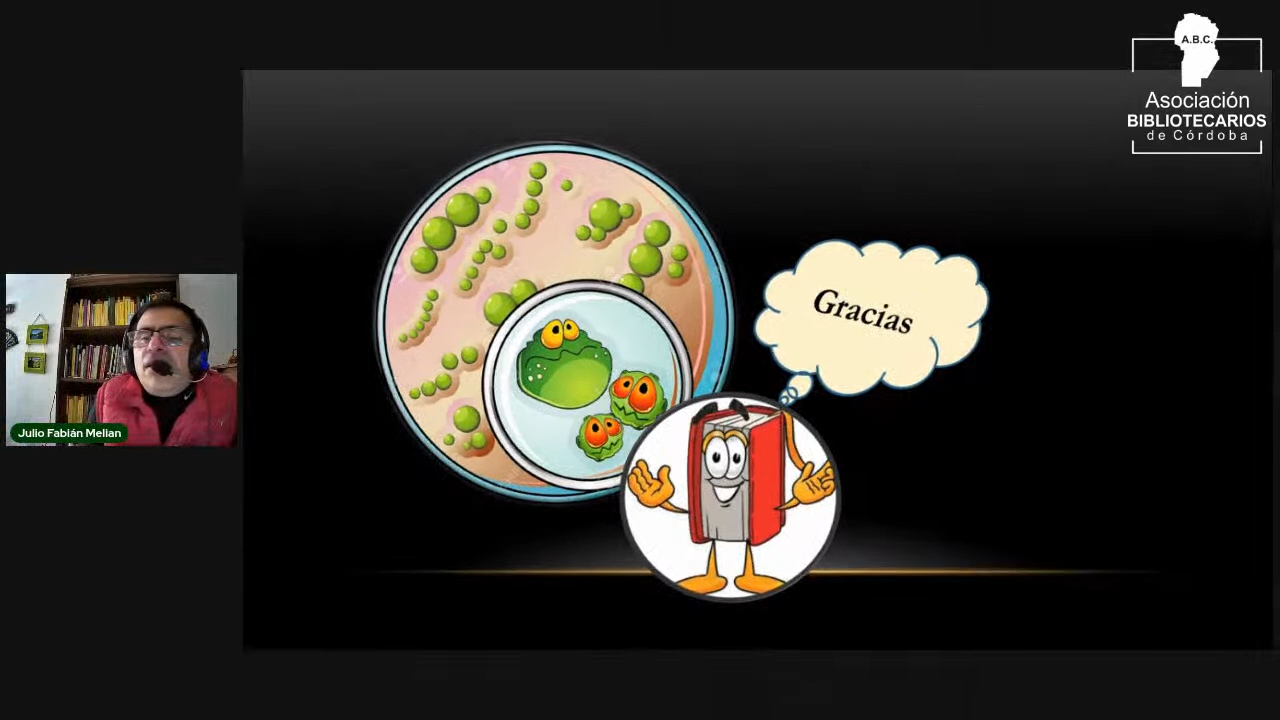 A.B.C.
Asociación
BIBLIOTECARIOS
de Córdoba
Gracias
Julio Fabián Melian